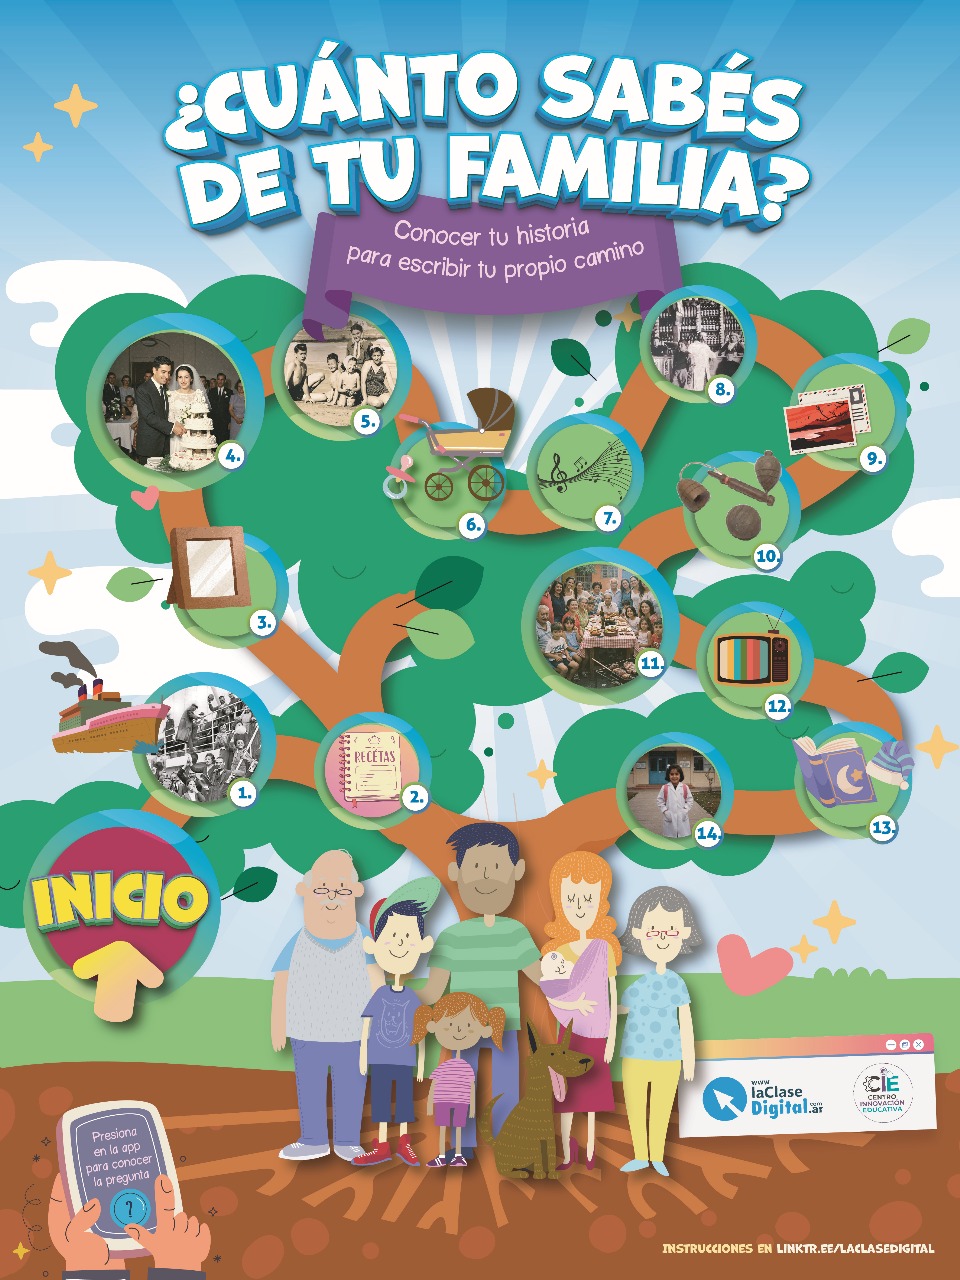 ¿CUÁNTO SABÉS
DE TU FAMILIA?
Conocer tu historia
para escribir tu propio camino
8.
5.
4.
9.
6.
7.
10.
3.
11.
12.
RECETAS
1.
2.
14.
13.
INICIO
www
laClase
Digital.com
.ar
CIE
CENTRO
INNOVACIÓN
EDUCATIVA
Presiona
en la app
para conocer
la pregunta
?
INSTRUCCIONES EN LINKTR.EE/LACLASEDIGITAL